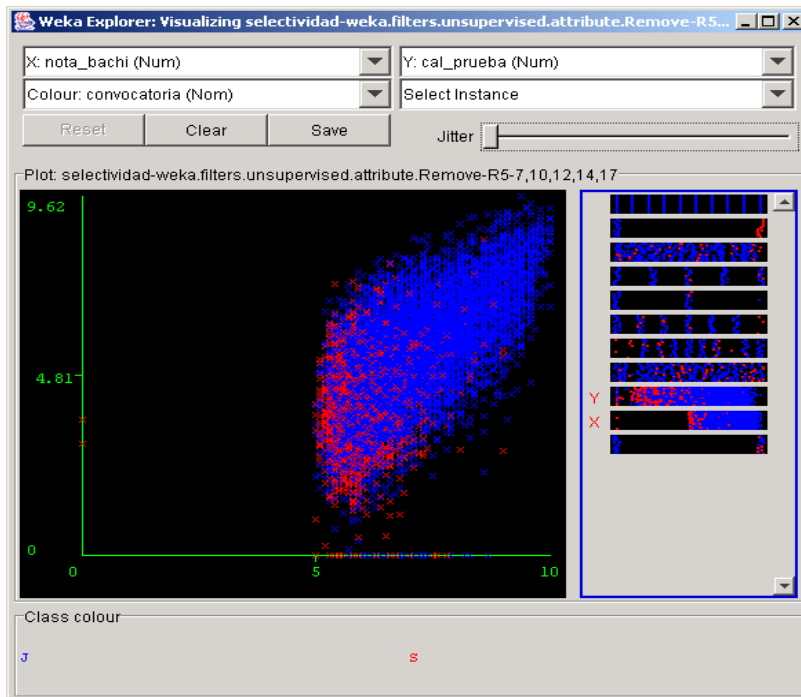 Weka Explorer: Visualizing selectividad-weka.filters.unsupervised.attribute.Remove-R5...
X: nota_bachi (Num)
Y: cal_prueba (Num)
Colour: convocatoria (Nom)
Select Instance
Reset
Clear
Save
Jitter
Plot: selectividad-weka.filters.unsupervised.attribute.Remove-R5-7,10,12,14,17
9.62
4.81
0
0
5
10
Y
X
Class colour
J
S